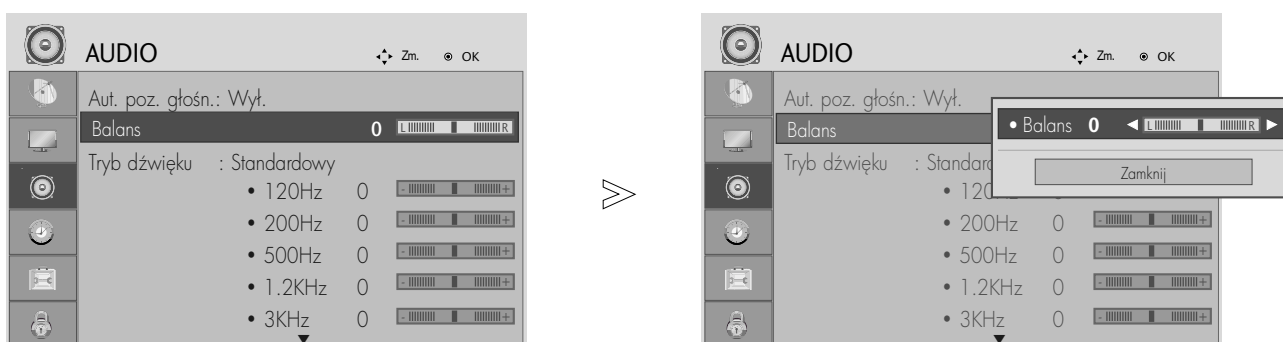 AUDIO Zm. OK
Aut. poz. głośn.: Wył.
Balans 0 L R
Tryb dźwięku : Standardowy
• 120Hz 0 - +
• 200Hz 0 - +
• 500Hz 0 - +
• 1.2KHz 0 - +
• 3KHz 0 - +
AUDIO Zm. OK
Aut. poz. głośn.: Wył.
Balans
• Balans 0 L R
Zamknij
Tryb dźwięku : Standard
• 120
• 200Hz 0 - +
• 500Hz 0 - +
• 1.2KHz 0 - +
• 3KHz 0 - +